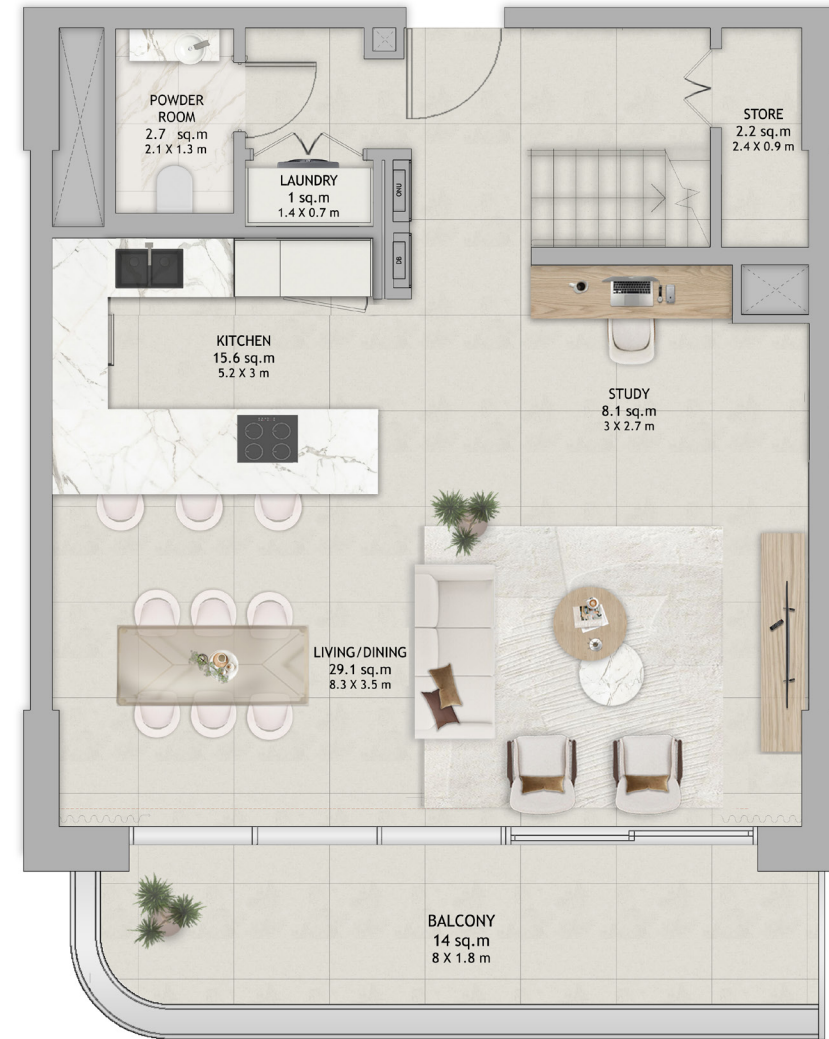 POWDER
ROOM
2.7 sq.m
2.1 X 1.3 m
STORE
2.2 sq.m
2.4 X 0.9 m
LAUNDRY
1 sq.m
1.4 X 0.7 m
ONU
DB
KITCHEN
15.6 sq.m
5.2 X 3 m
STUDY
8.1 sq.m
3 X 2.7 m
LIVING/DINING
29.1 sq.m
8.3 X 3.5 m
BALCONY
14 sq.m
8 X 1.8 m